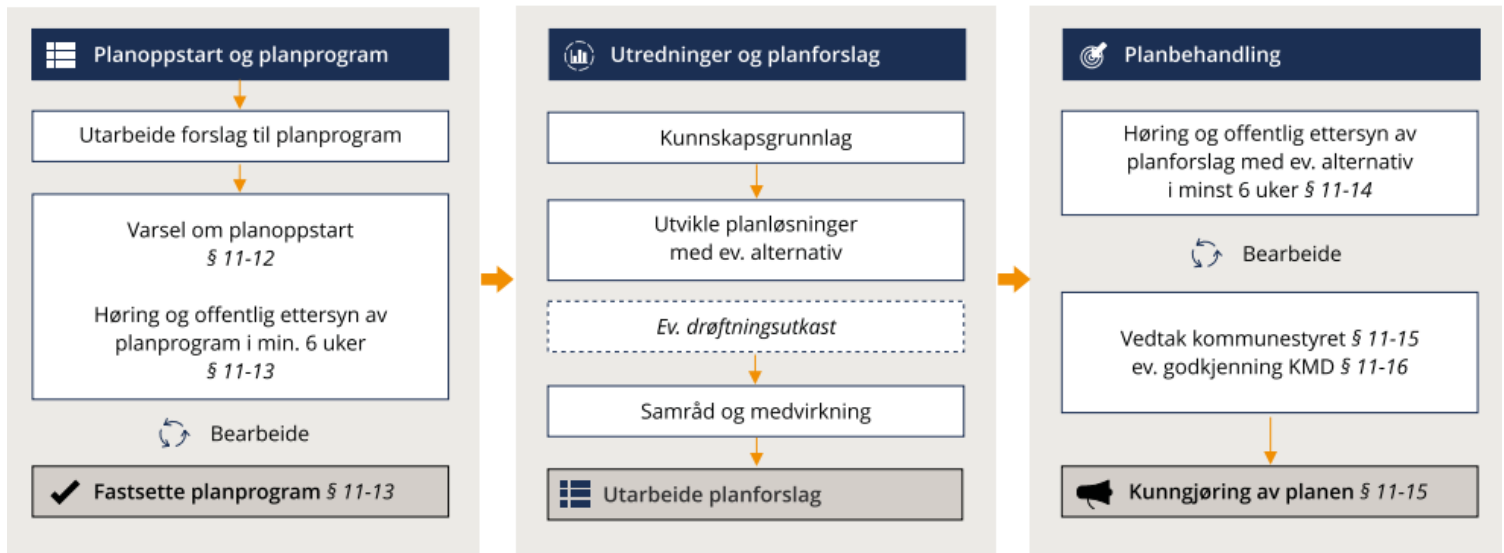 Planoppstart og planprogram
Utarbeide forslag til planprogram
Varsel om planoppstart
§ 11-12
Høring og offentlig ettersyn av
planprogram i min. 6 uker
§ 11-13
Bearbeide
Fastsette planprogram § 11-13
Utredninger og planforslag
Kunnskapsgrunnlag
Utvikle planløsninger
med ev. alternativ
Ev. drøftningsutkast
Samråd og medvirkning
Utarbeide planforslag
Planbehandling
Høring og offentlig ettersyn av
planforslag med ev. alternativ
i minst 6 uker § 11-14
Bearbeide
Vedtak kommunestyret § 11-15
ev. godkjenning KMD § 11-16
Kunngjøring av planen § 11-15